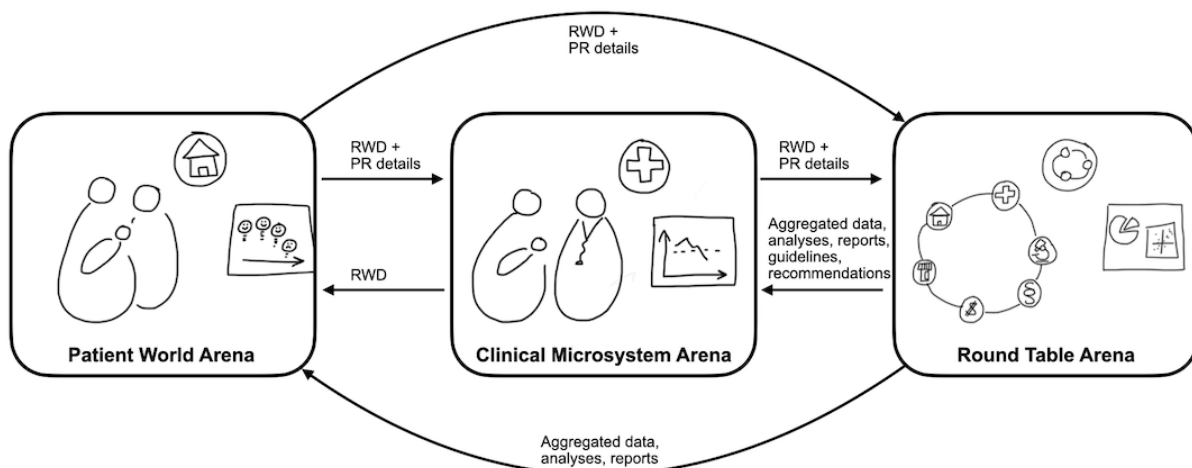 RWD +
PR details
RWD +
PR details
RWD
Patient World Arena
Clinical Microsystem Arena
RWD +
PR details
Aggregated data,
analyses, reports,
guidelines,
recommendations
Round Table Arena
$
§
Aggregated data,
analyses, reports